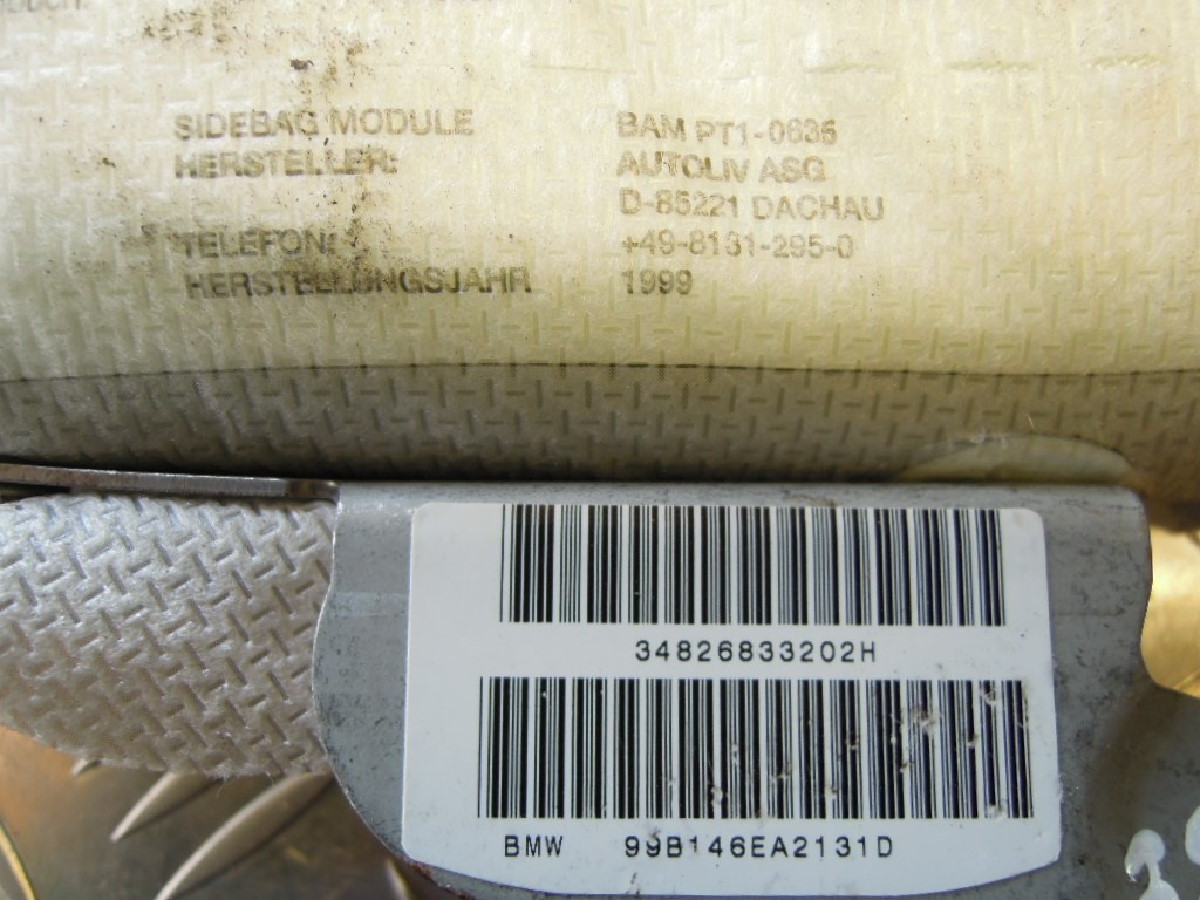 SIDEBAG MODULE BAM PT1-0636
HERSTELLER: AUTOLIV ASG
D-85221 DACHAU
TELEFON: +49-8131-295-0
HERSTELLUNGSJAHR 1999
34826833202H
BMW 99B146EA2131D